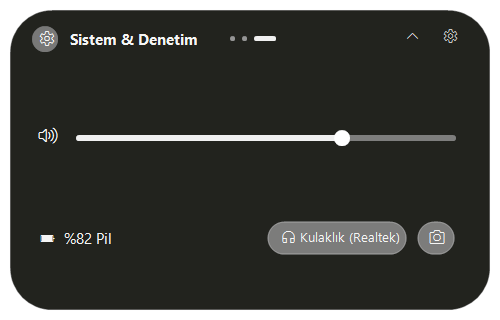 Sistem & Denetim
%82 Pil
Kulaklık (Realtek)